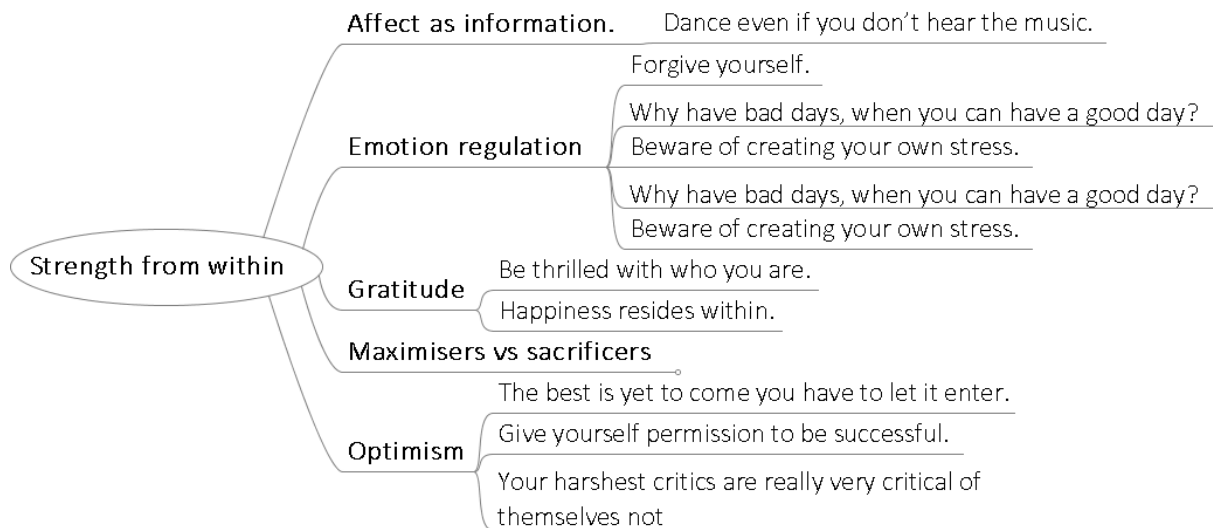 Affect as information.
Dance even if you don’t hear the music.
Emotion regulation
Forgive yourself.
Why have bad days, when you can have a good day?
Beware of creating your own stress.
Why have bad days, when you can have a good day?
Beware of creating your own stress.
Strength from within
Gratitude
Be thrilled with who you are.
Happiness resides within.
Maximisers vs sacrificers
Optimism
The best is yet to come you have to let it enter.
Give yourself permission to be successful.
Your harshest critics are really very critical of
themselves not